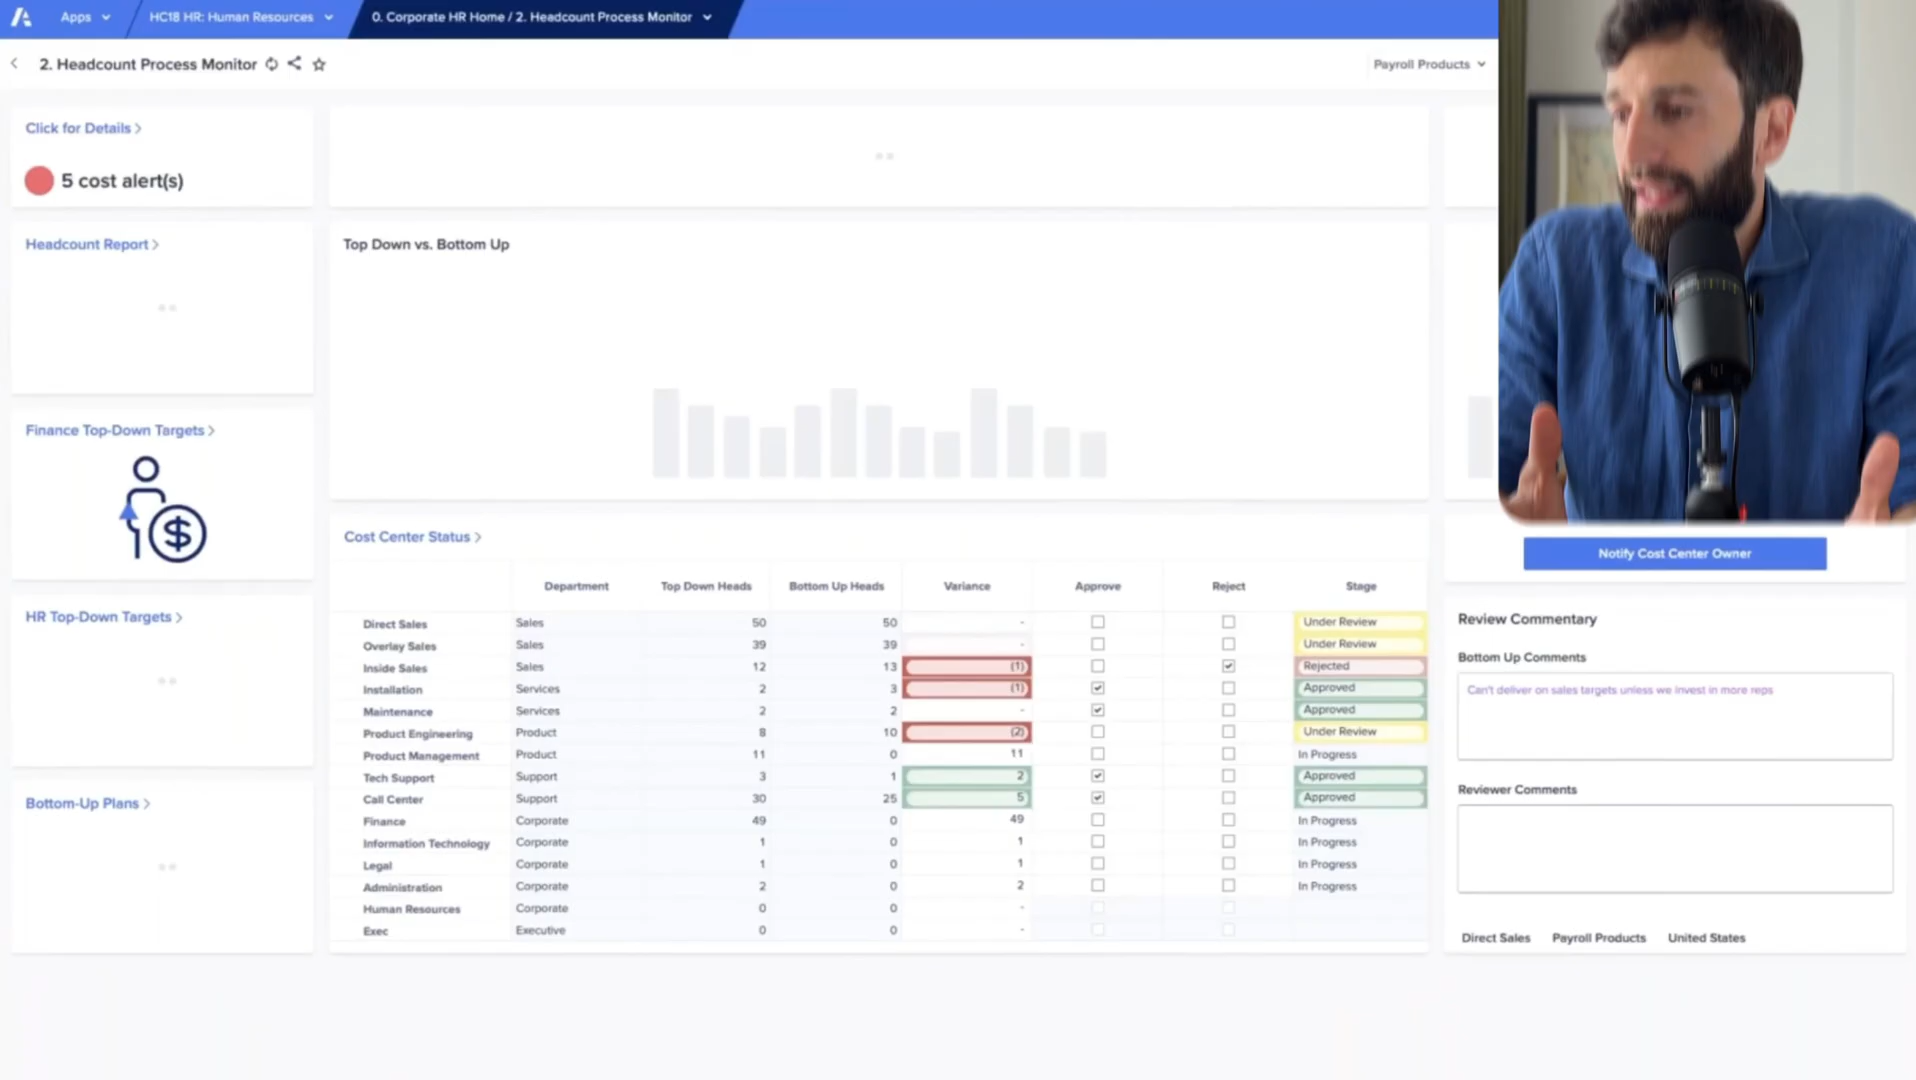 Apps
HC18 HR: Human Resources
0. Corporate HR Home / 2. Headcount Process Monitor
2. Headcount Process Monitor
Payroll Products
Click for Details
5 cost alert(s)
Headcount Report
Top Down vs. Bottom Up
Finance Top-Down Targets
HR Top-Down Targets
Bottom-Up Plans
Cost Center Status
Department Top Down Heads Bottom Up Heads Variance Approve Reject Stage
Direct Sales Sales 50 50 - Under Review
Overlay Sales Sales 39 39 - Under Review
Inside Sales Sales 12 13 (1) Rejected
Installation Services 2 3 (1) Approved
Maintenance Services 2 2 - Approved
Product Engineering Product 8 10 (2) Under Review
Product Management Product 11 0 11 In Progress
Tech Support Support 3 1 2 Approved
Call Center Support 30 25 5 Approved
Finance Corporate 49 0 49 In Progress
Information Technology Corporate 1 0 1 In Progress
Legal Corporate 1 0 1 In Progress
Administration Corporate 2 0 2 In Progress
Human Resources Corporate 0 0 -
Exec Executive 0 0 -
Notify Cost Center Owner
Review Commentary
Bottom Up Comments
Can't deliver on sales targets unless we invest in more reps
Reviewer Comments
Direct Sales Payroll Products United States